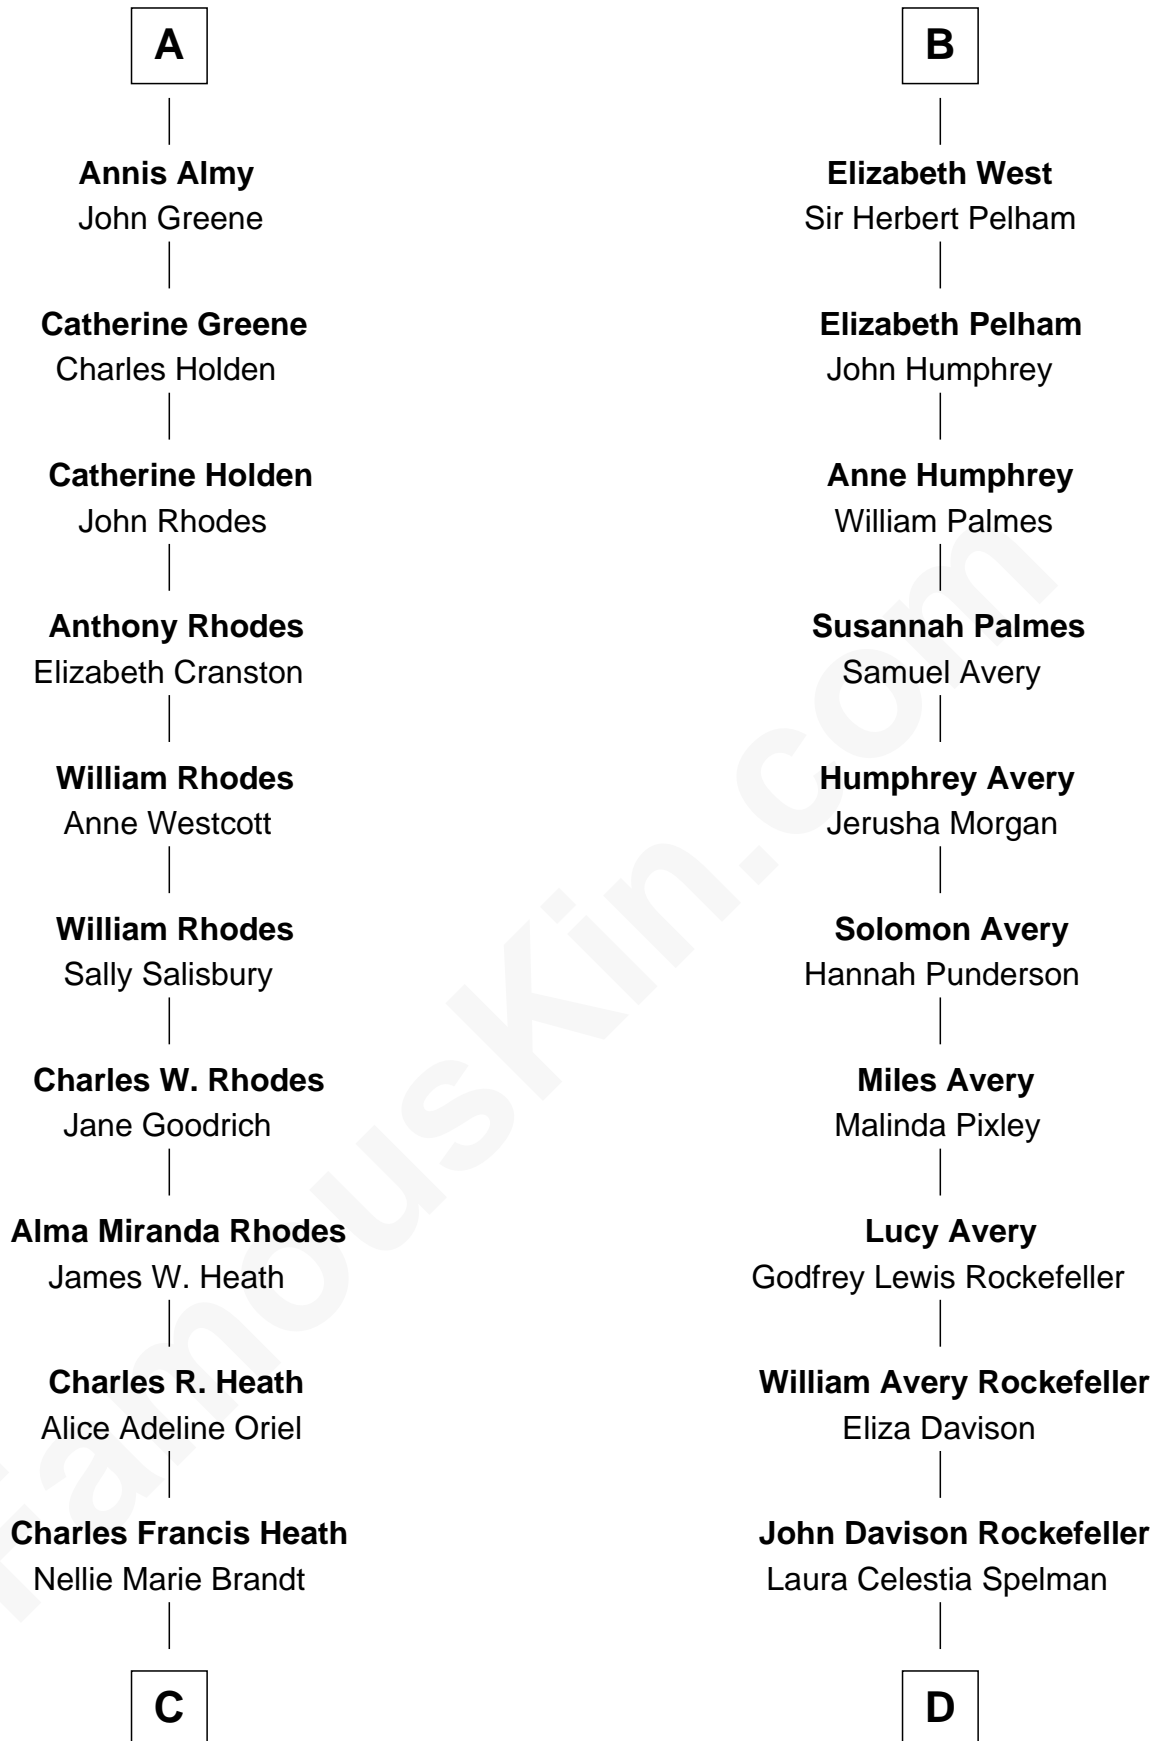 A
Annis Almy
John Greene
Catherine Greene
Charles Holden
Catherine Holden
John Rhodes
Anthony Rhodes
Elizabeth Cranston
William Rhodes
Anne Westcott
William Rhodes
Sally Salisbury
Charles W. Rhodes
Jane Goodrich
Alma Miranda Rhodes
James W. Heath
Charles R. Heath
Alice Adeline Oriel
Charles Francis Heath
Nellie Marie Brandt
C
B
Elizabeth West
Sir Herbert Pelham
Elizabeth Pelham
John Humphrey
Anne Humphrey
William Palmes
Susannah Palmes
Samuel Avery
Humphrey Avery
Jerusha Morgan
Solomon Avery
Hannah Punderson
Miles Avery
Malinda Pixley
Lucy Avery
Godfrey Lewis Rockefeller
William Avery Rockefeller
Eliza Davison
John Davison Rockefeller
Laura Celestia Spelman
D
FamousKin.com